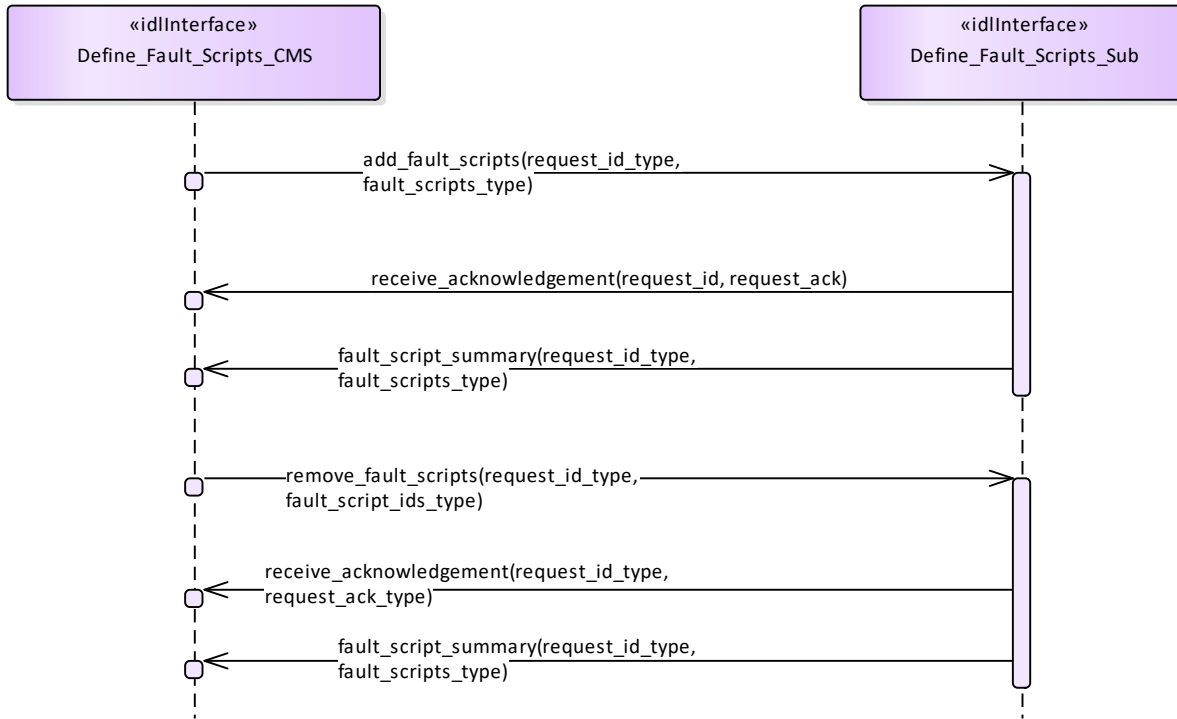 «idlInterface»
Define_Fault_Scripts_CMS
«idlInterface»
Define_Fault_Scripts_Sub
add_fault_scripts(request_id_type,
fault_scripts_type)
receive_acknowledgement(request_id, request_ack)
fault_script_summary(request_id_type,
fault_scripts_type)
remove_fault_scripts(request_id_type,
fault_script_ids_type)
receive_acknowledgement(request_id_type,
request_ack_type)
fault_script_summary(request_id_type,
fault_scripts_type)